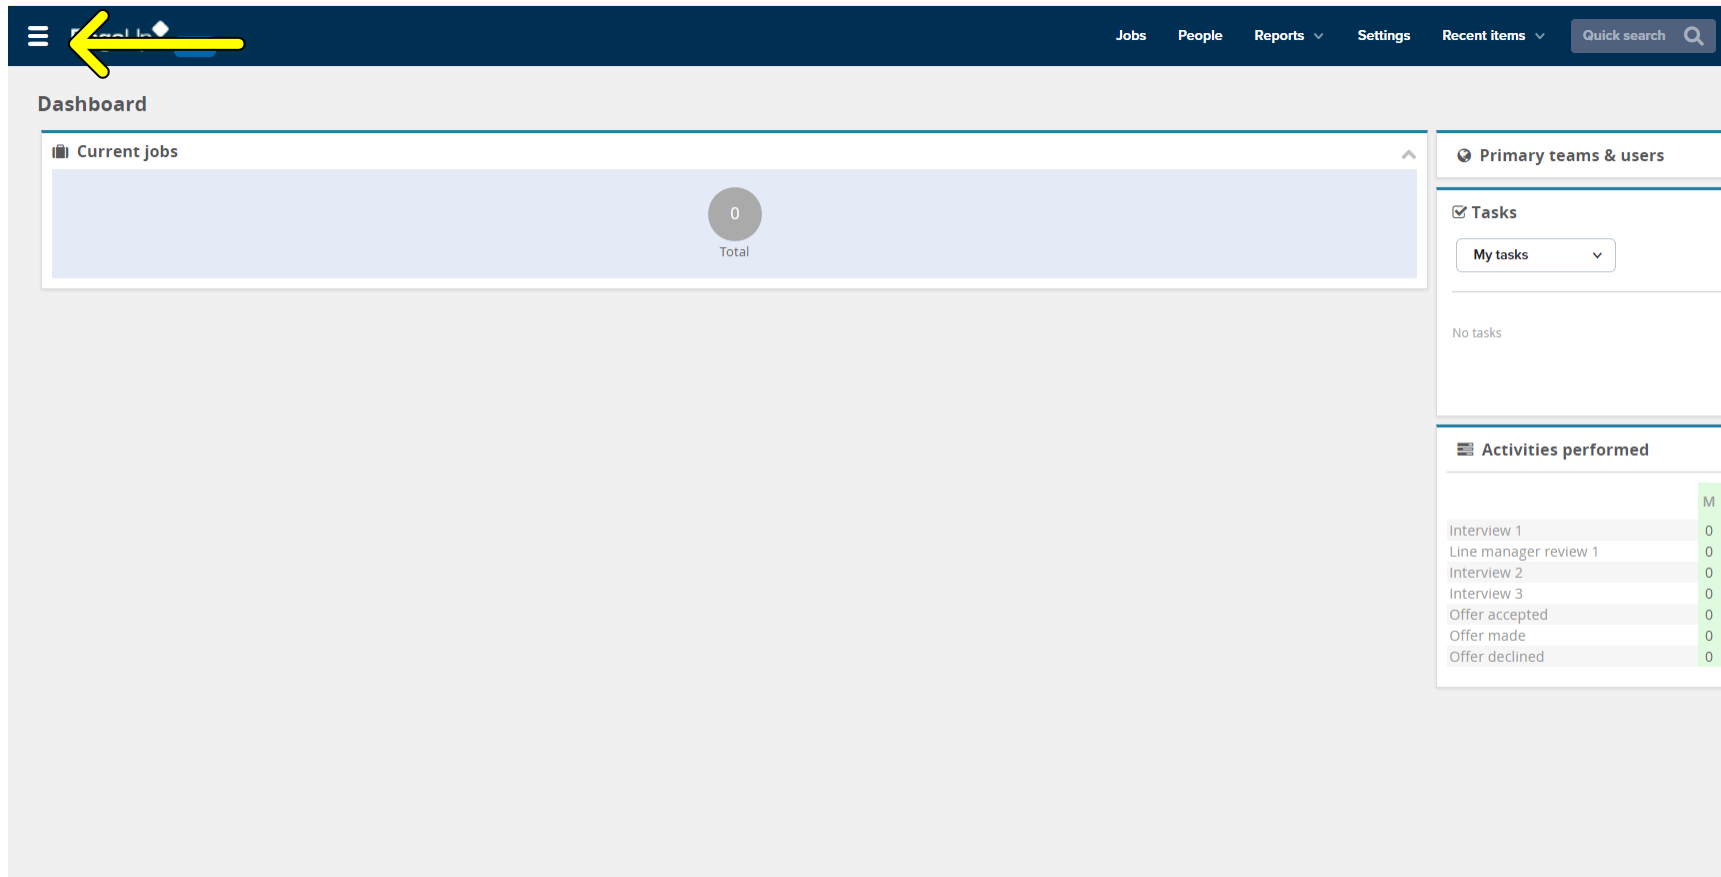 Jobs People Reports Settings Recent items Quick search
Dashboard
Current jobs
0
Total
Primary teams & users
Tasks
My tasks
No tasks
Activities performed
M
Interview 1 0
Line manager review 1 0
Interview 2 0
Interview 3 0
Offer accepted 0
Offer made 0
Offer declined 0